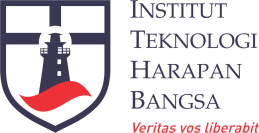 INSTITUT
TEKNOLOGI
HARAPAN
BANGSA
Veritas vos liberabit